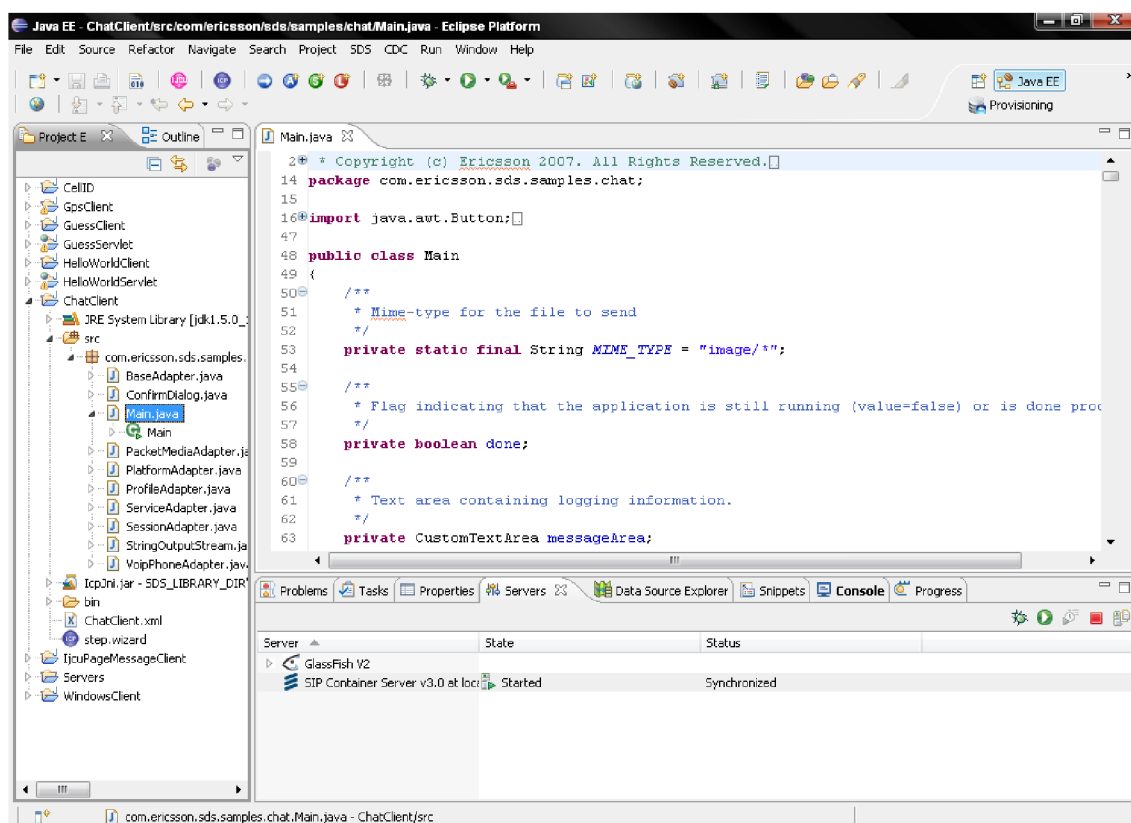 Java EE - ChatClient/src/com/ericsson/sds/samples/chat/Main.java - Eclipse Platform
File Edit Source Refactor Navigate Search Project SDS CDC Run Window Help
Java EE
Provisioning
Project E
Outline
CellID
GpsClient
GuessClient
GuessServlet
HelloWorldClient
HelloWorldServlet
ChatClient
JRE System Library [jdk1.5.0_
src
com.ericsson.sds.samples.
BaseAdapter.java
ConfirmDialog.java
Main.java
Main
PacketMediaAdapter.ja
PlatformAdapter.java
ProfileAdapter.java
ServiceAdapter.java
SessionAdapter.java
StringOutputStream.ja
VoipPhoneAdapter.jav
IcpJni.jar - SDS_LIBRARY_DIR
bin
ChatClient.xml
step.wizard
IjcuPageMessageClient
Servers
WindowsClient
Main.java
2 * Copyright (c) Ericsson 2007. All Rights Reserved.
14 package com.ericsson.sds.samples.chat;
15
16 import java.awt.Button;
47
48 public class Main
49 {
50 /**
51 * Mime-type for the file to send
52 */
53 private static final String MIME_TYPE = "image/*";
54
55 /**
56 * Flag indicating that the application is still running (value=false) or is done proc
57 */
58 private boolean done;
59
60 /**
61 * Text area containing logging information.
62 */
63 private CustomTextArea messageArea;
Problems Tasks Properties Servers Data Source Explorer Snippets Console Progress
Server State Status
GlassFish V2
SIP Container Server v3.0 at loca Started Synchronized
com.ericsson.sds.samples.chat.Main.java - ChatClient/src